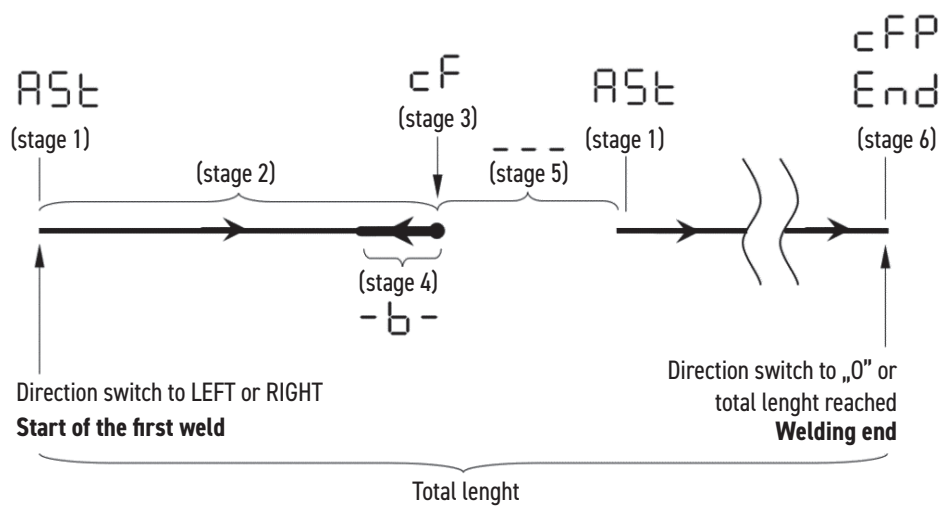 cFP
ASt
cF
ASt
End
(stage 1)
(stage 3)
(stage 1)
(stage 6)
- - -
(stage 2)
(stage 5)
(stage 4)
-b-
Direction switch to LEFT or RIGHT
Start of the first weld
Direction switch to „0” or
total lenght reached
Welding end
Total lenght